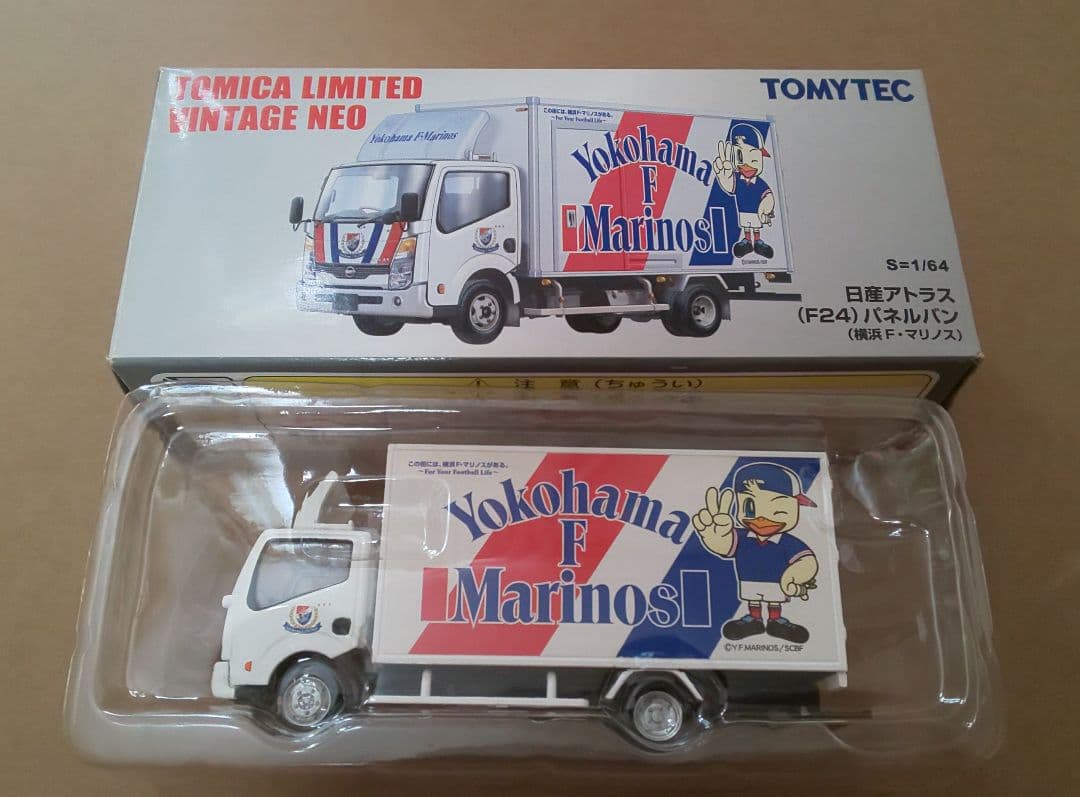 TOMICA LIMITED
VINTAGE NEO
TOMYTEC
Yokohama F・Marinos
この街には、横浜F・マリノスがある。
～For Your Football Life～
Yokohama
F
Marinos
S=1/64
日産アトラス
(F24) パネルバン
(横浜F・マリノス)
注意(ちゅうい)
この街には、横浜F・マリノスがある。
～For Your Football Life～
Yokohama
F
Marinos
©Y.F.MARINOS./SCBF